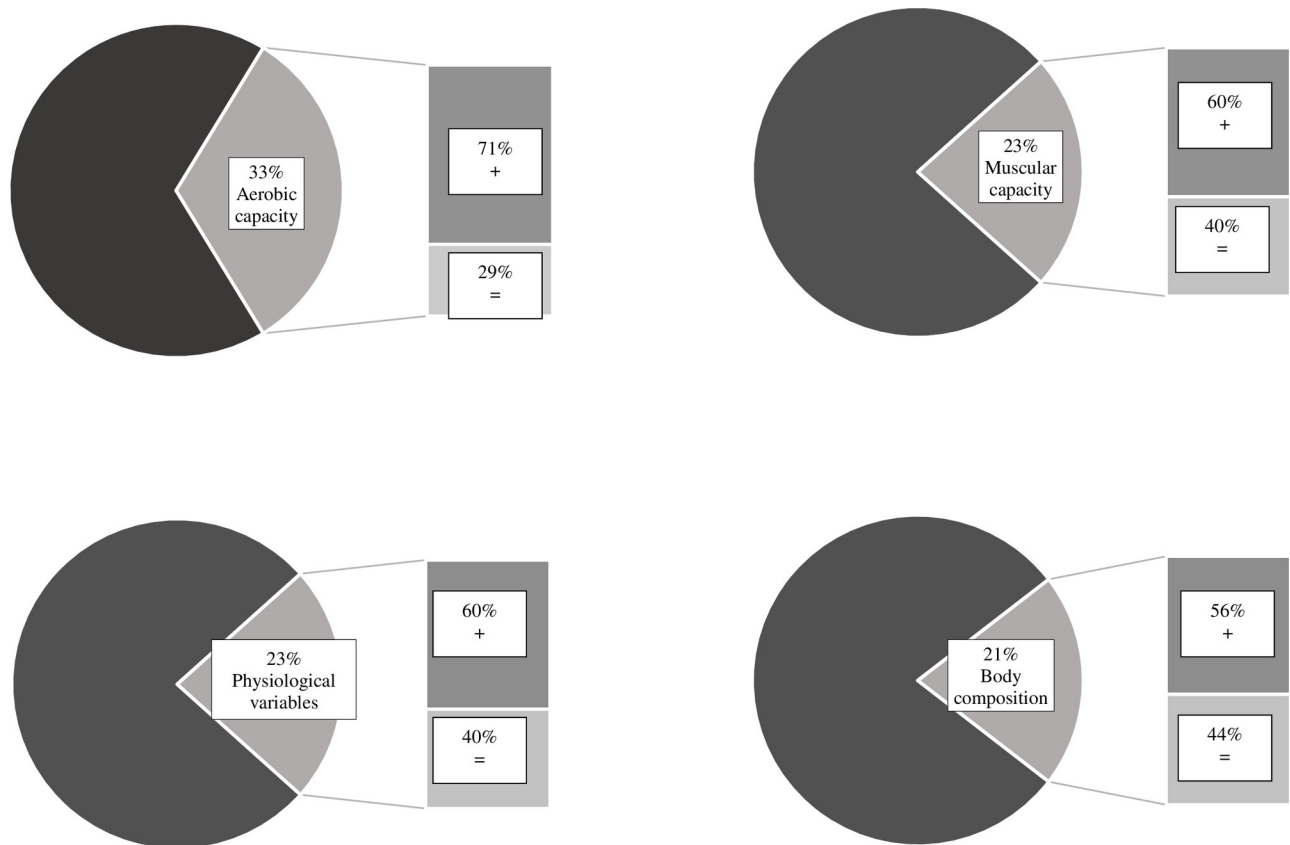 33%
Aerobic
capacity
71%
+
29%
=
23%
Muscular
capacity
60%
+
40%
=
23%
Physiological
variables
60%
+
40%
=
21%
Body
composition
56%
+
44%
=